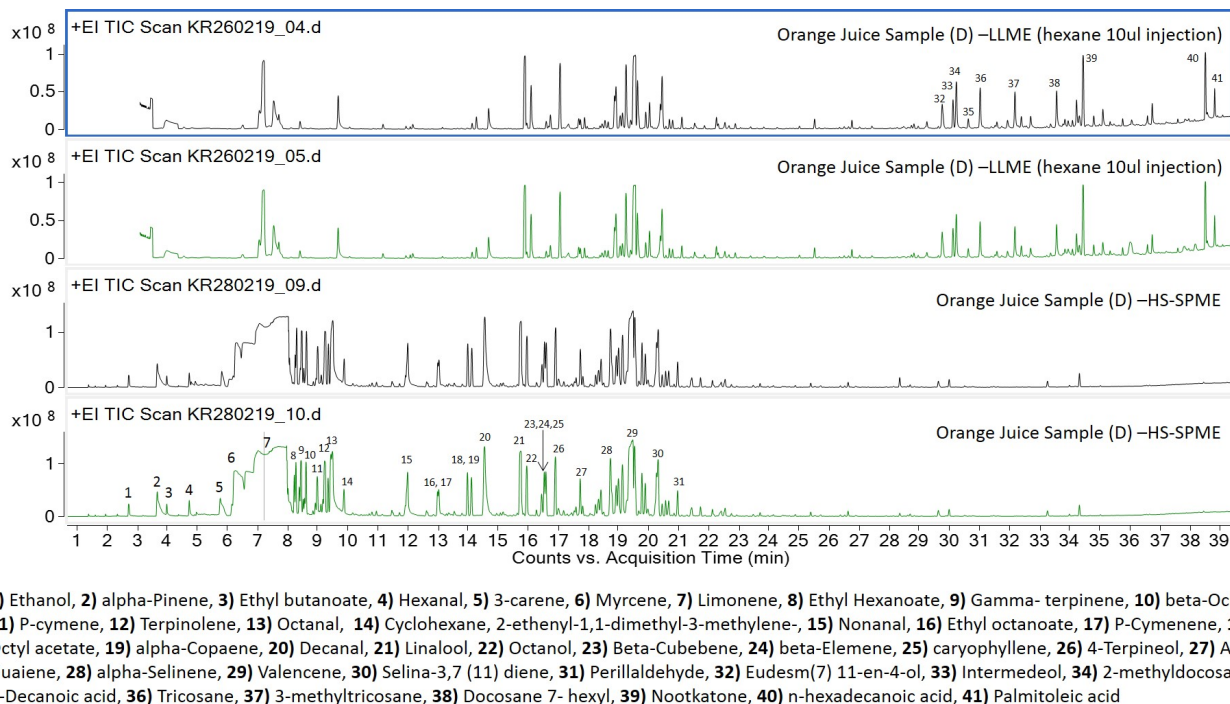 +EI TIC Scan KR260219_04.d
Orange Juice Sample (D) –LLME (hexane 10ul injection)
x10 8
1
0.5
0
32 33 34 35 36 37 38 39 40 41
+EI TIC Scan KR260219_05.d
Orange Juice Sample (D) –LLME (hexane 10ul injection)
x10 8
1
0.5
0
+EI TIC Scan KR280219_09.d
Orange Juice Sample (D) –HS-SPME
x10 8
1
0
+EI TIC Scan KR280219_10.d
Orange Juice Sample (D) –HS-SPME
x10 8
1
0
1 2 3 4 5 6 7 8 9 10 11 12 13 14 15 16, 17 18, 19 20 21 22 23,24,25 26 27 28 29 30 31
1 2 3 4 5 6 7 8 9 10 11 12 13 14 15 16 17 18 19 20 21 22 23 24 25 26 27 28 29 30 31 32 33 34 35 36 37 38 39
Counts vs. Acquisition Time (min)
) Ethanol, 2) alpha-Pinene, 3) Ethyl butanoate, 4) Hexanal, 5) 3-carene, 6) Myrcene, 7) Limonene, 8) Ethyl Hexanoate, 9) Gamma- terpinene, 10) beta-Oc
1) P-cymene, 12) Terpinolene, 13) Octanal, 14) Cyclohexane, 2-ethenyl-1,1-dimethyl-3-methylene-, 15) Nonanal, 16) Ethyl octanoate, 17) P-Cymenene, 1
ctyl acetate, 19) alpha-Copaene, 20) Decanal, 21) Linalool, 22) Octanol, 23) Beta-Cubebene, 24) beta-Elemene, 25) caryophyllene, 26) 4-Terpineol, 27) A
uaiene, 28) alpha-Selinene, 29) Valencene, 30) Selina-3,7 (11) diene, 31) Perillaldehyde, 32) Eudesm(7) 11-en-4-ol, 33) Intermedeol, 34) 2-methyldocosa
-Decanoic acid, 36) Tricosane, 37) 3-methyltricosane, 38) Docosane 7- hexyl, 39) Nootkatone, 40) n-hexadecanoic acid, 41) Palmitoleic acid